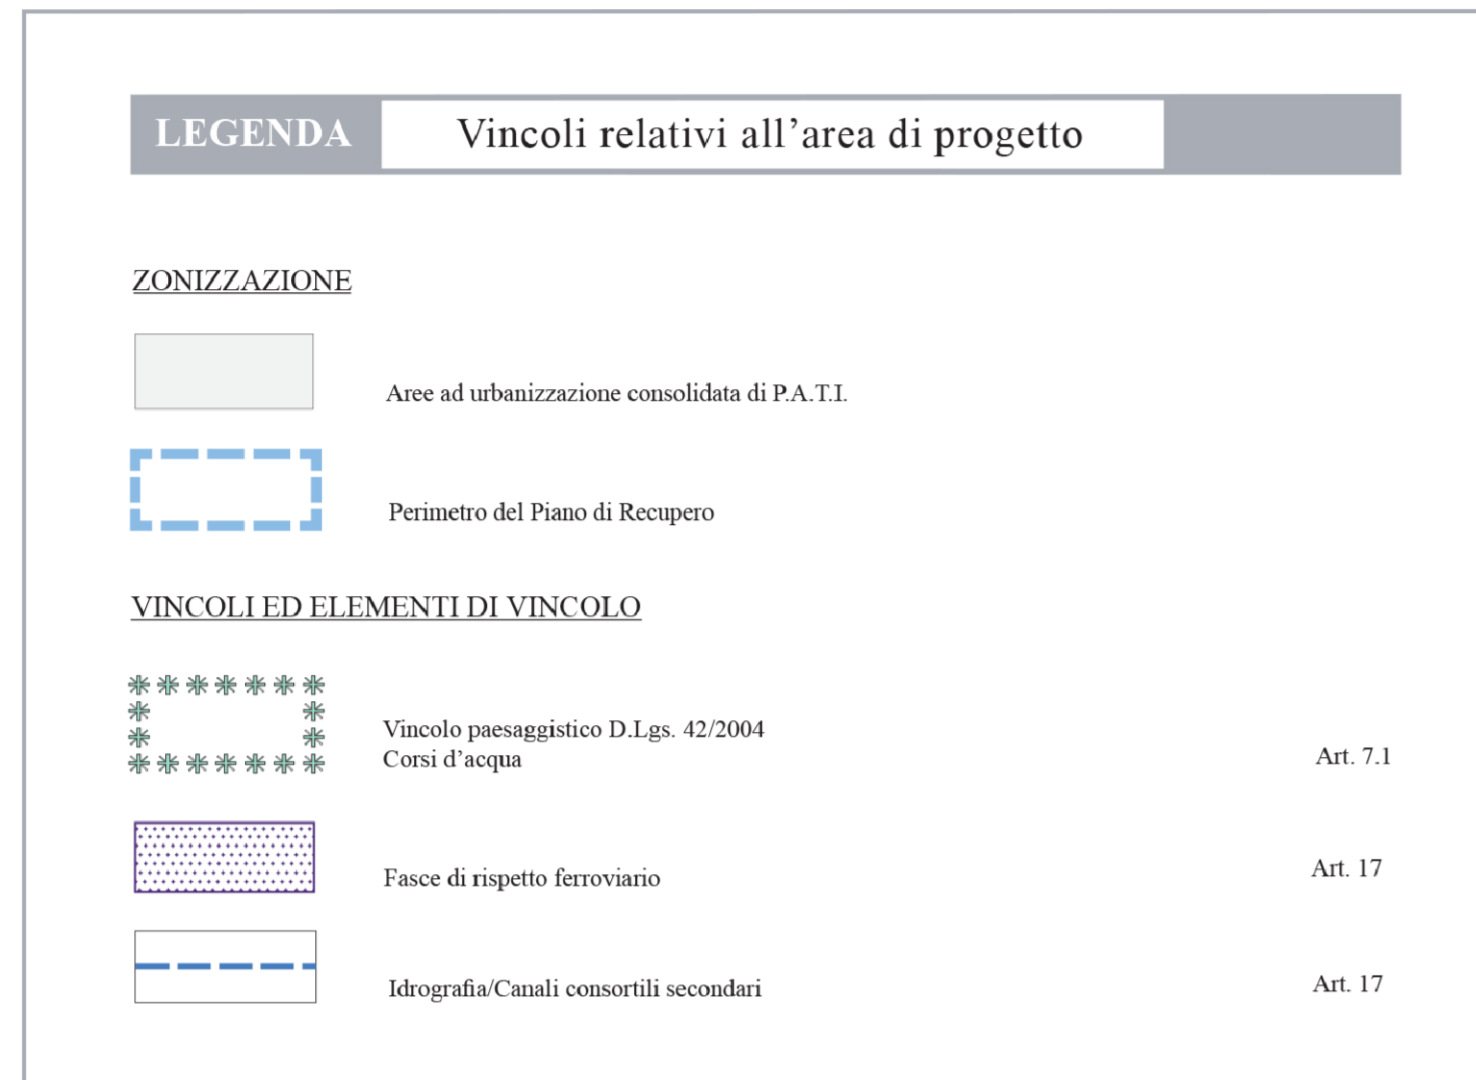 LEGENDA Vincoli relativi all’area di progetto
ZONIZZAZIONE
Aree ad urbanizzazione consolidata di P.A.T.I.
Perimetro del Piano di Recupero
VINCOLI ED ELEMENTI DI VINCOLO
Vincolo paesaggistico D.Lgs. 42/2004
Corsi d’acqua Art. 7.1
Fasce di rispetto ferroviario Art. 17
Idrografia/Canali consortili secondari Art. 17